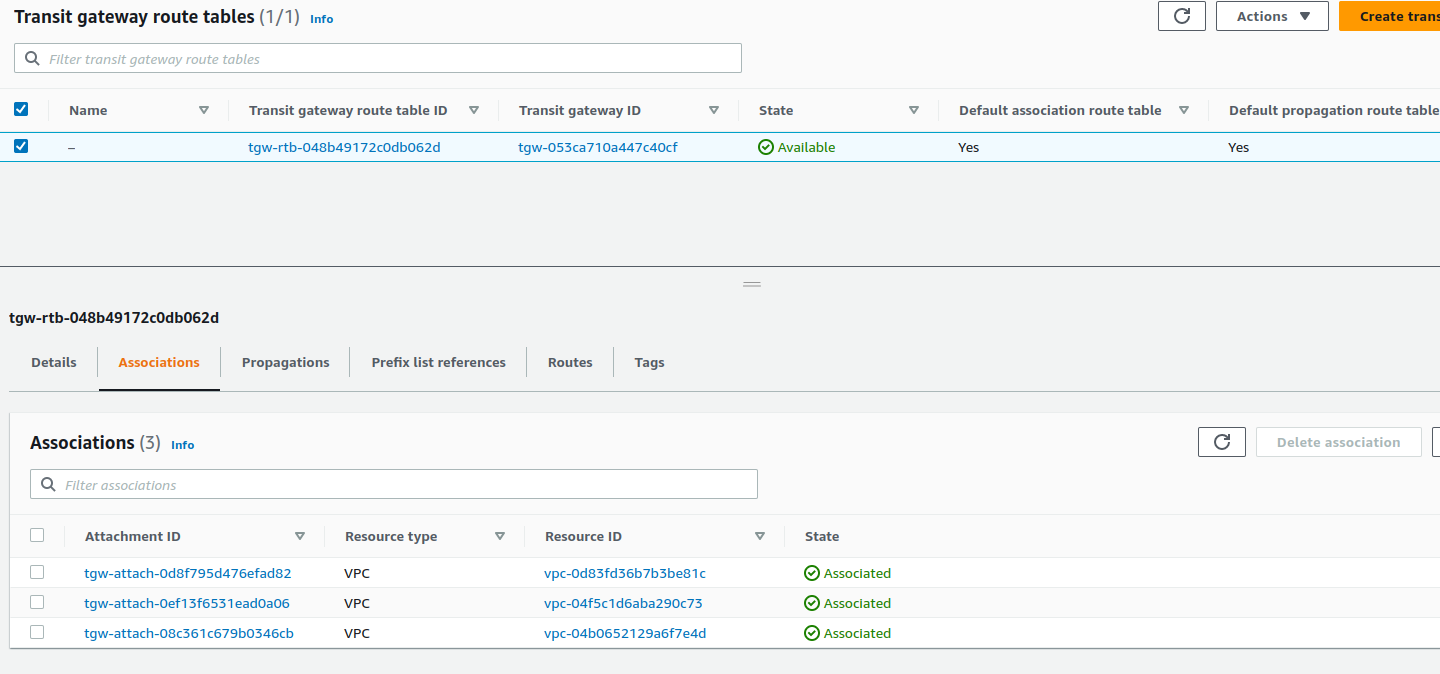 Transit gateway route tables (1/1) Info
Actions
Create trans
Filter transit gateway route tables
Name Transit gateway route table ID Transit gateway ID State Default association route table Default propagation route table
– tgw-rtb-048b49172c0db062d tgw-053ca710a447c40cf Available Yes Yes
tgw-rtb-048b49172c0db062d
Details Associations Propagations Prefix list references Routes Tags
Associations (3) Info
Delete association
Filter associations
Attachment ID Resource type Resource ID State
tgw-attach-0d8f795d476efad82 VPC vpc-0d83fd36b7b3be81c Associated
tgw-attach-0ef13f6531ead0a06 VPC vpc-04f5c1d6aba290c73 Associated
tgw-attach-08c361c679b0346cb VPC vpc-04b0652129a6f7e4d Associated